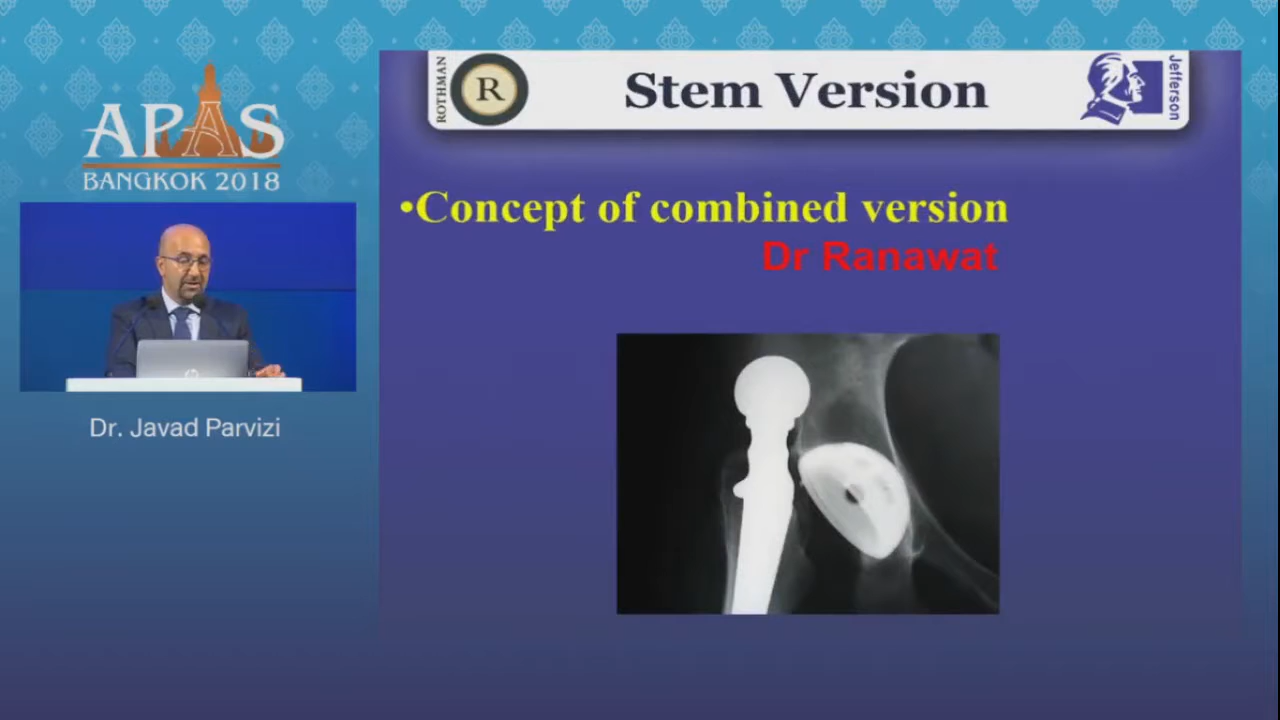 APAS
BANGKOK 2018
Dr. Javad Parvizi
ROTHMAN
R
Stem Version
Jefferson
•Concept of combined version
Dr Ranawat